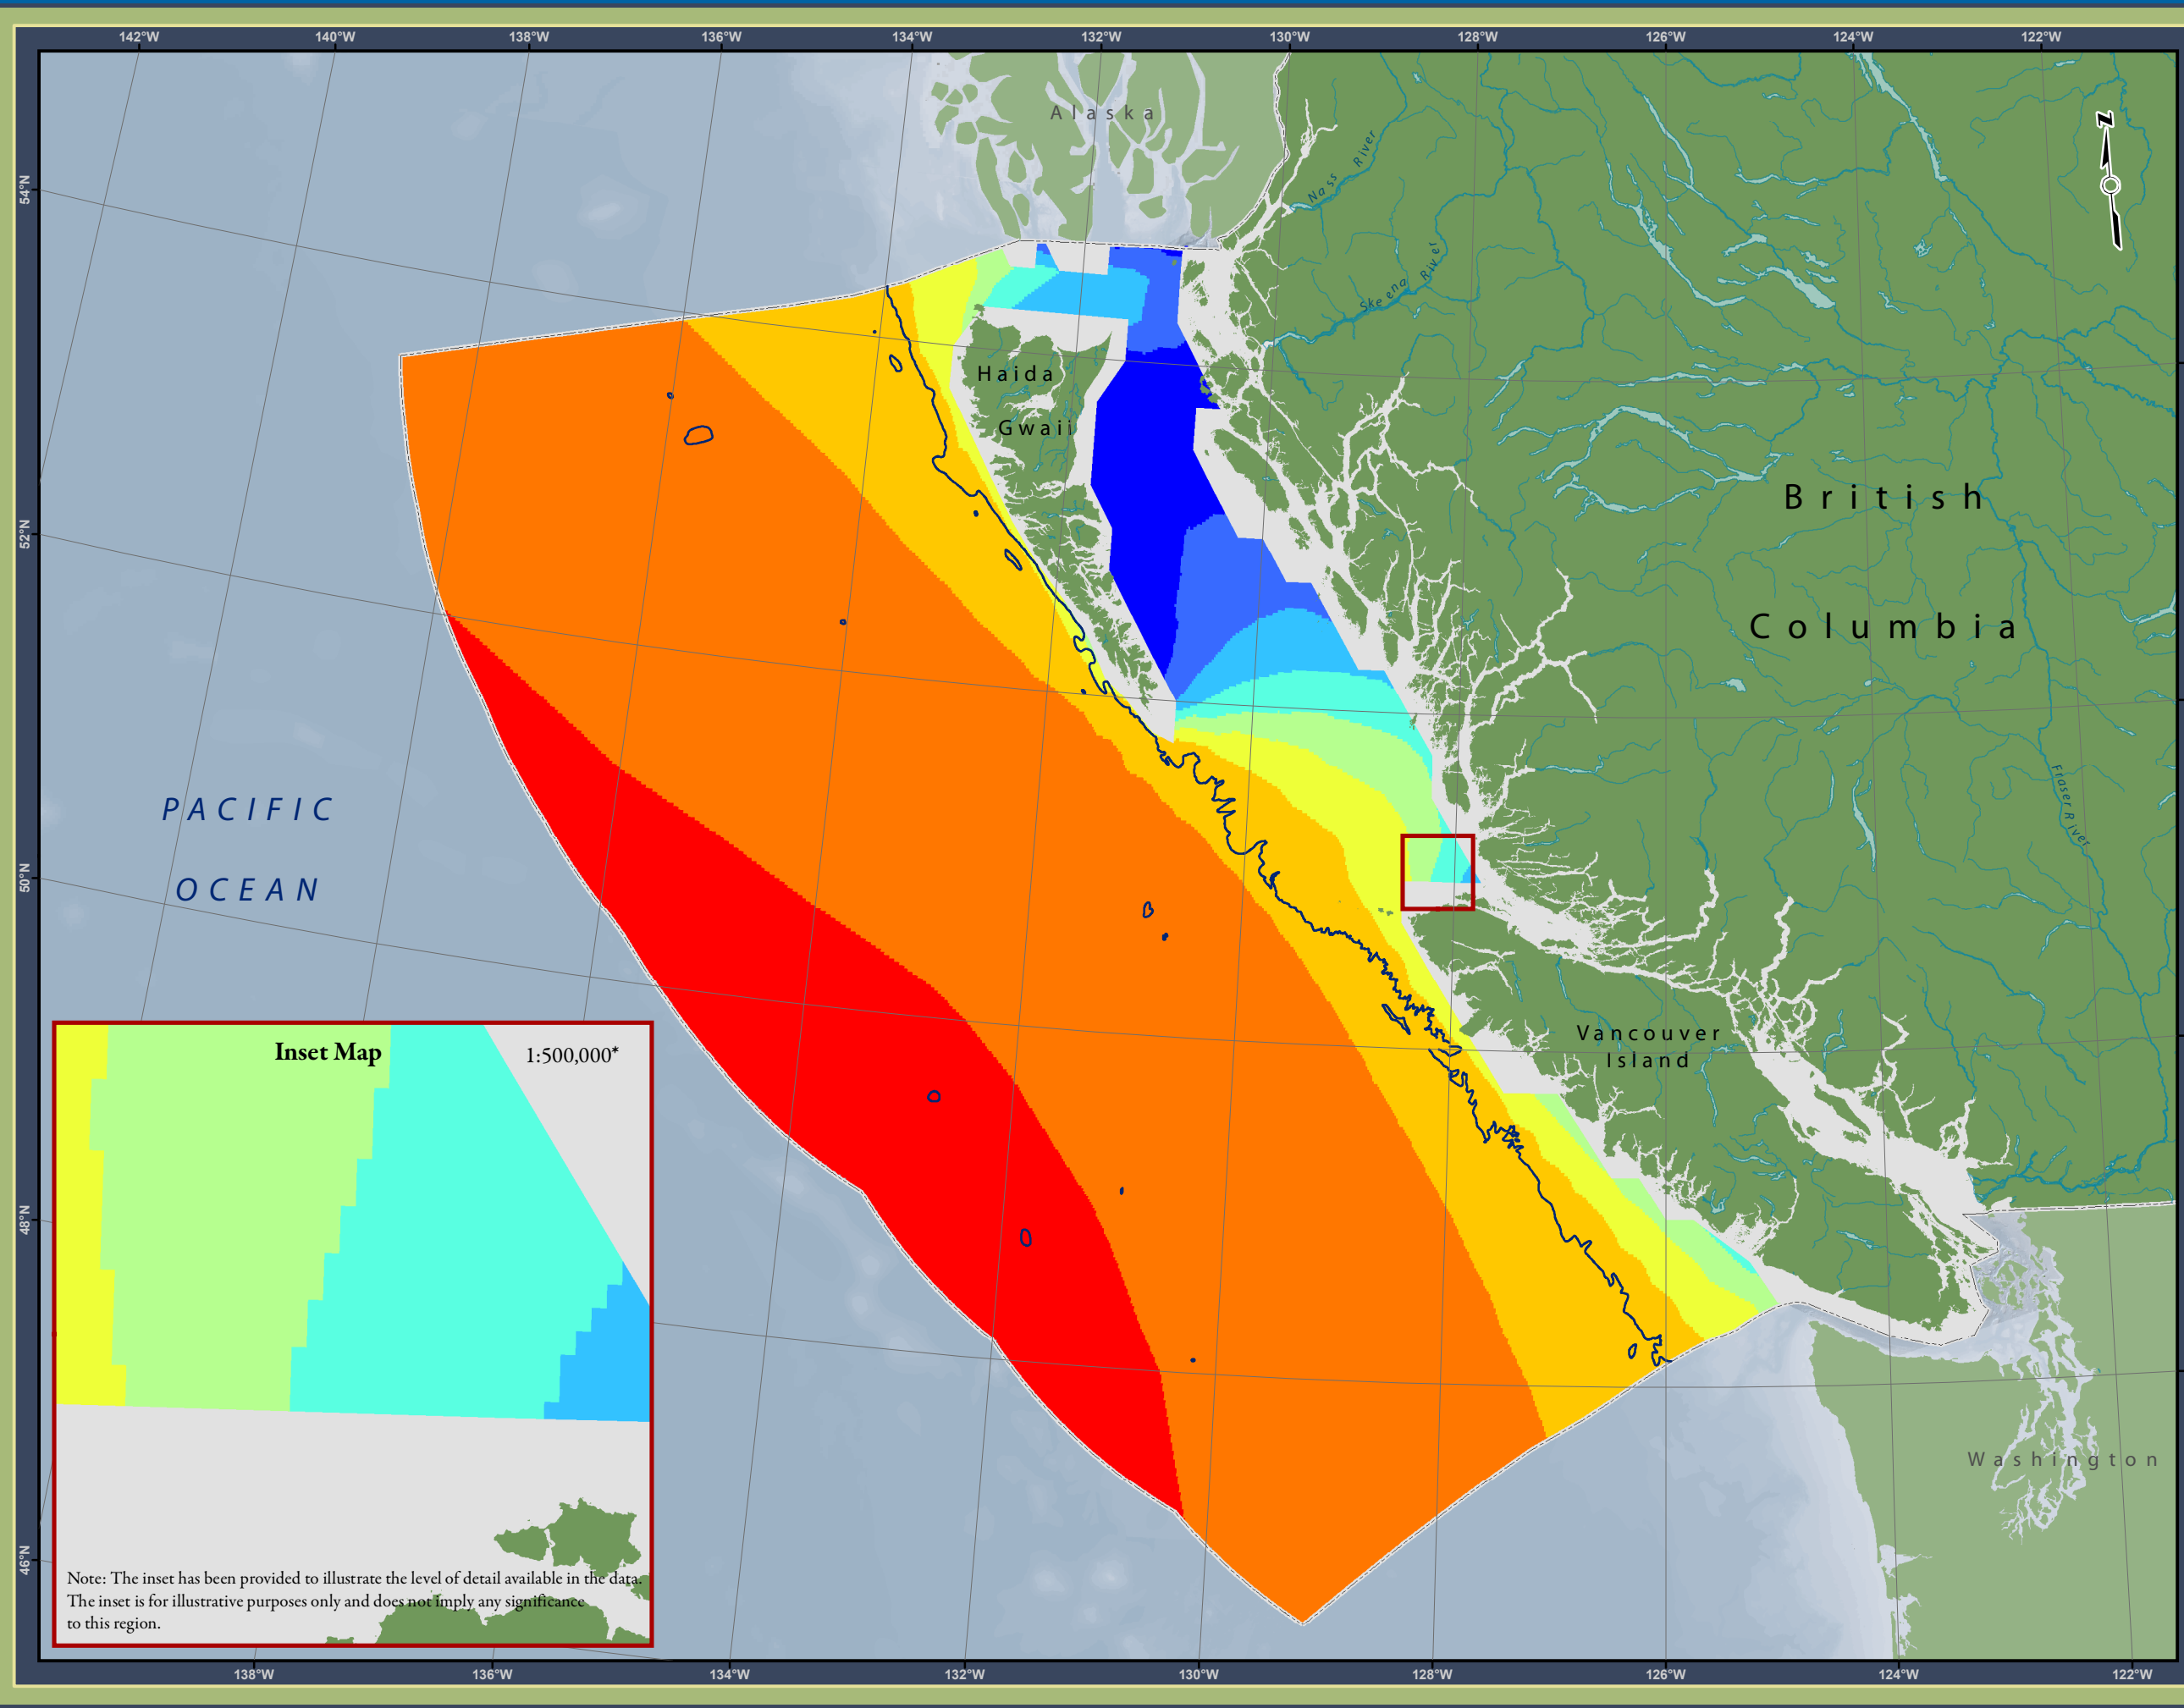 142°W 140°W 138°W 136°W 134°W 132°W 130°W 128°W 126°W 124°W 122°W
Alaska
54°N
Nass River
Skeena River
Haida
Gwaii
British
Columbia
52°N
PACIFIC
OCEAN
50°N
Fraser River
Vancouver
Island
Inset Map
1:500,000*
48°N
Washington
46°N
Note: The inset has been provided to illustrate the level of detail available in the data.
The inset is for illustrative purposes only and does not imply any significance
to this region.
138°W 136°W 134°W 132°W 130°W 128°W 126°W 124°W 122°W
N